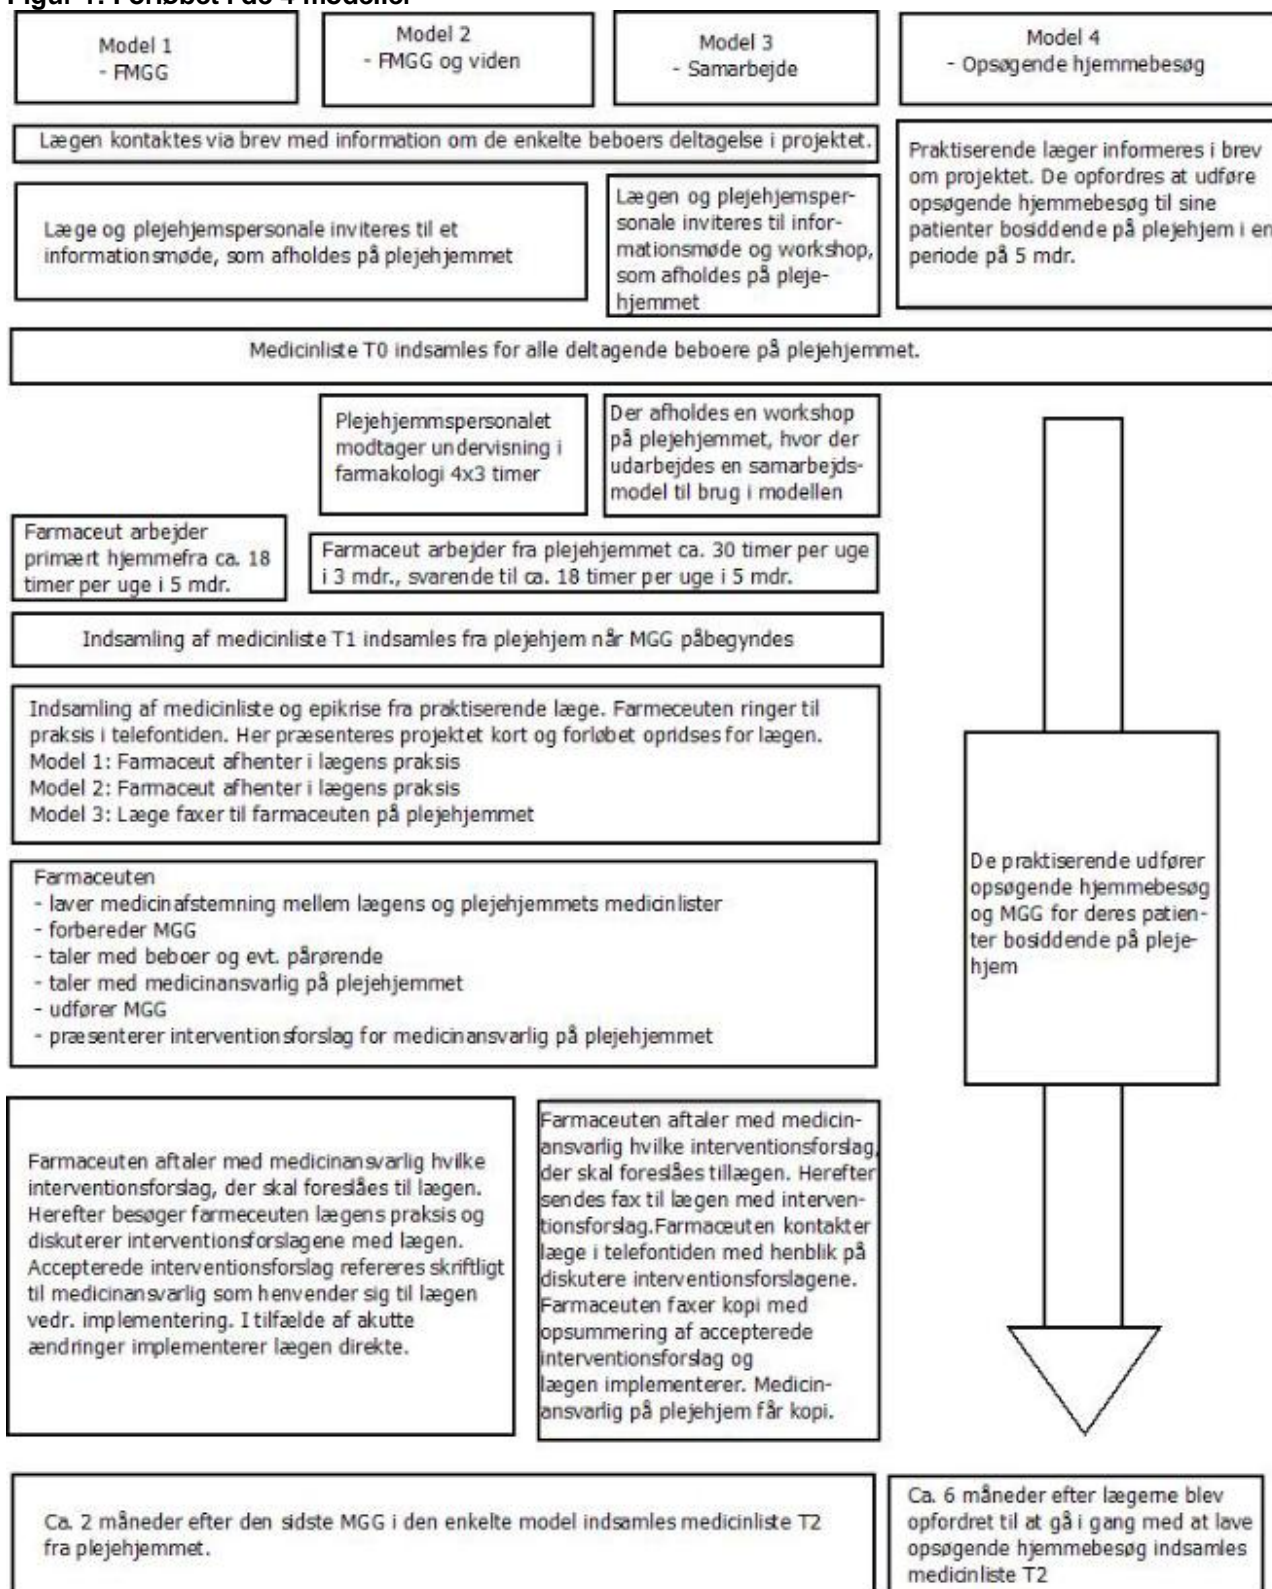 Figur 1. Forløbet i de 4 modeller
Model 1
- FMGG
Model 2
- FMGG og viden
Model 3
- Samarbejde
Model 4
- Opsøgende hjemmebesøg
Lægen kontaktes via brev med information om de enkelte beboers deltagelse i projektet.
Praktiserende læger informeres i brev
om projektet. De opfordres at udføre
opsøgende hjemmebesøg til sine
patienter bosiddende på plejehjem i en
periode på 5 mdr.
Læge og plejehjemspersonale inviteres til et
informationsmøde, som afholdes på plejehjemmet
Lægen og plejehjemsper-
sonale inviteres til infor-
mationsmøde og workshop,
som afholdes på pleje-
hjemmet
Medicinliste T0 indsamles for alle deltagende beboere på plejehjemmet.
Plejehjemmspersonalet
modtager undervisning i
farmakologi 4x3 timer
Der afholdes en workshop
på plejehjemmet, hvor der
udarbejdes en samarbejds-
model til brug i modellen
Farmaceut arbejder
primært hjemmefra ca. 18
timer per uge i 5 mdr.
Farmaceut arbejder fra plejehjemmet ca. 30 timer per uge
i 3 mdr., svarende til ca. 18 timer per uge i 5 mdr.
Indsamling af medicinliste T1 indsamles fra plejehjem når MGG påbegyndes
Indsamling af medicinliste og epikrise fra praktiserende læge. Farmeceuten ringer til
praksis i telefontiden. Her præsenteres projektet kort og forløbet opridses for lægen.
Model 1: Farmaceut afhenter i lægens praksis
Model 2: Farmaceut afhenter i lægens praksis
Model 3: Læge faxer til farmaceuten på plejehjemmet
Farmaceuten
- laver medicinafstemning mellem lægens og plejehjemmets medicinlister
- forbereder MGG
- taler med beboer og evt. pårørende
- taler med medicinansvarlig på plejehjemmet
- udfører MGG
- præsenterer interventionsforslag for medicinansvarlig på plejehjemmet
De praktiserende udfører
opsøgende hjemmebesøg
og MGG for deres patien-
ter bosiddende på pleje-
hjem
Farmaceuten aftaler med medicinansvarlig hvilke
interventionsforslag, der skal foreslåes til lægen.
Herefter besøger farmeceuten lægens praksis og
diskuterer interventionsforslagene med lægen.
Accepterede interventionsforslag refereres skriftligt
til medicinansvarlig som henvender sig til lægen
vedr. implementering. I tilfælde af akutte
ændringer implementerer lægen direkte.
Farmaceuten aftaler med medicin-
ansvarlig hvilke interventionsforslag,
der skal foreslåes tillægen. Herefter
sendes fax til lægen med interven-
tionsforslag.Farmaceuten kontakter
læge i telefontiden med henblik på
diskutere interventionsforslagene.
Farmaceuten faxer kopi med
opsummering af accepterede
interventionsforslag og
lægen implementerer. Medicin-
ansvarlig på plejehjem får kopi.
Ca. 2 måneder efter den sidste MGG i den enkelte model indsamles medicinliste T2
fra plejehjemmet.
Ca. 6 måneder efter lægerne blev
opfordret til at gå i gang med at lave
opsøgende hjemmebesøg indsamles
medicinliste T2